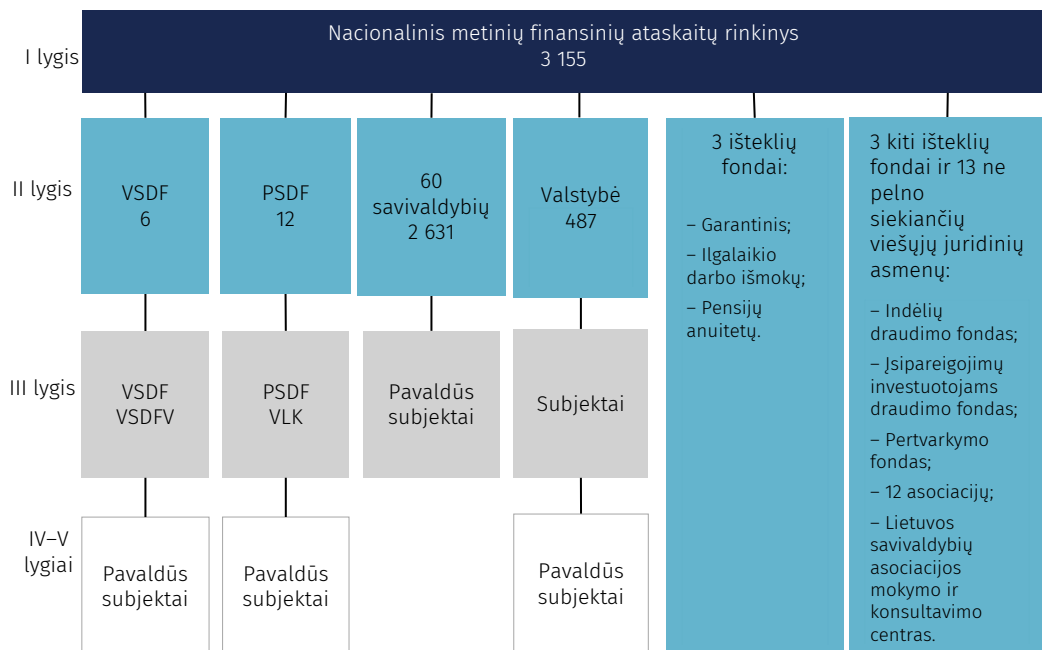 I lygis
Nacionalinis metinių finansinių ataskaitų rinkinys
3 155
II lygis
VSDF
6
PSDF
12
60
savivaldybių
2 631
Valstybė
487
3 išteklių
fondai:
– Garantinis;
– Ilgalaikio
darbo išmokų;
– Pensijų
anuitetų.
3 kiti išteklių
fondai ir 13 ne
pelno
siekiančių
viešųjų juridinių
asmenų:
– Indėlių
draudimo fondas;
– Įsipareigojimų
investuotojams
draudimo fondas;
– Pertvarkymo
fondas;
– 12 asociacijų;
– Lietuvos
savivaldybių
asociacijos
mokymo ir
konsultavimo
centras.
III lygis
VSDF
VSDFV
PSDF
VLK
Pavaldūs
subjektai
Subjektai
IV–V
lygiai
Pavaldūs
subjektai
Pavaldūs
subjektai
Pavaldūs
subjektai